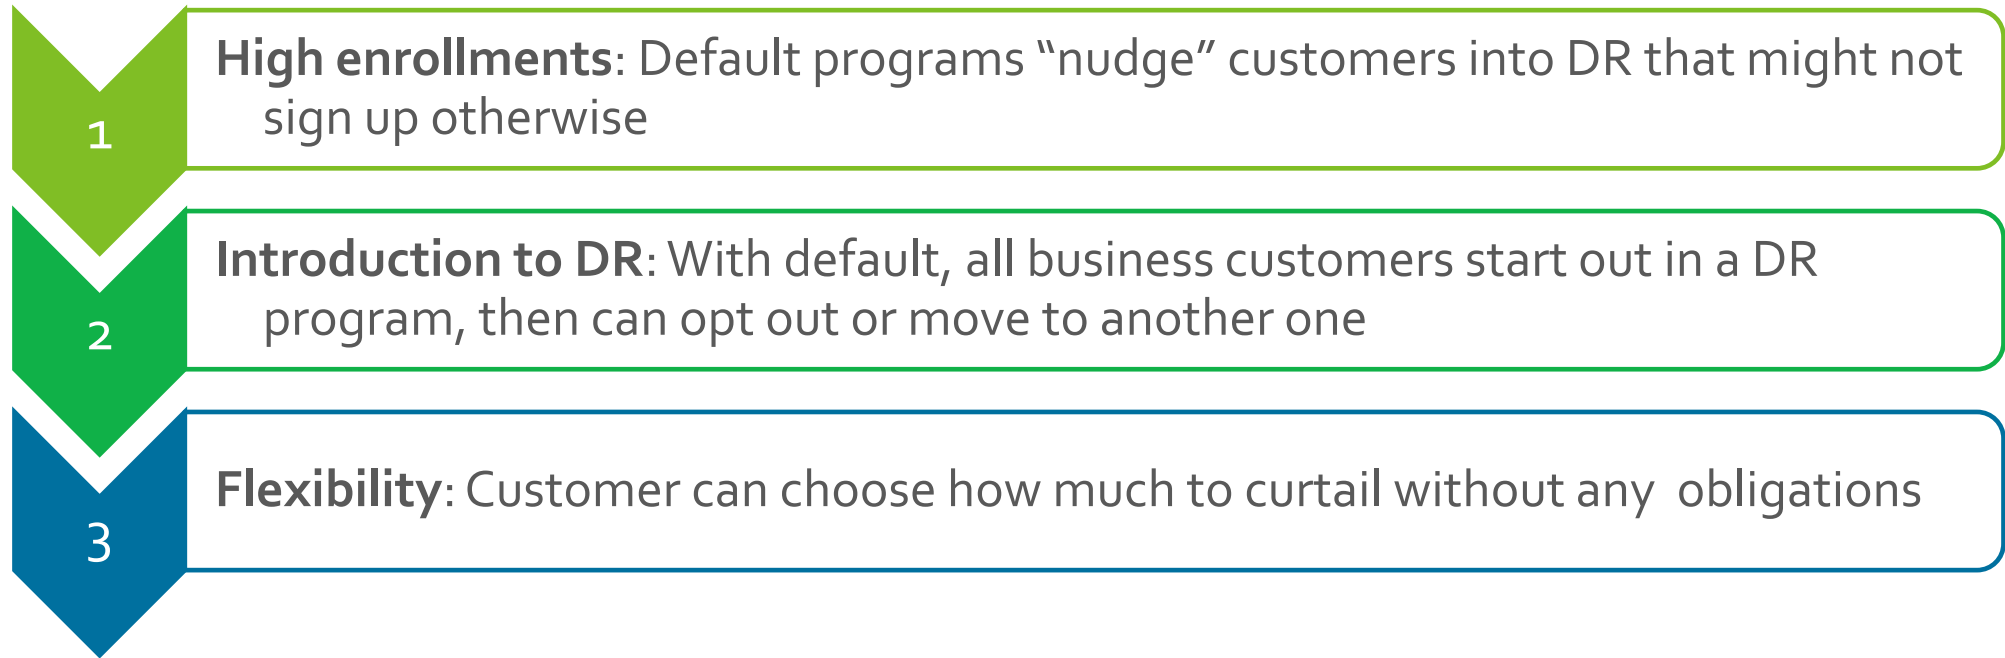 1
High enrollments: Default programs “nudge” customers into DR that might not
sign up otherwise
2
Introduction to DR: With default, all business customers start out in a DR
program, then can opt out or move to another one
3
Flexibility: Customer can choose how much to curtail without any  obligations